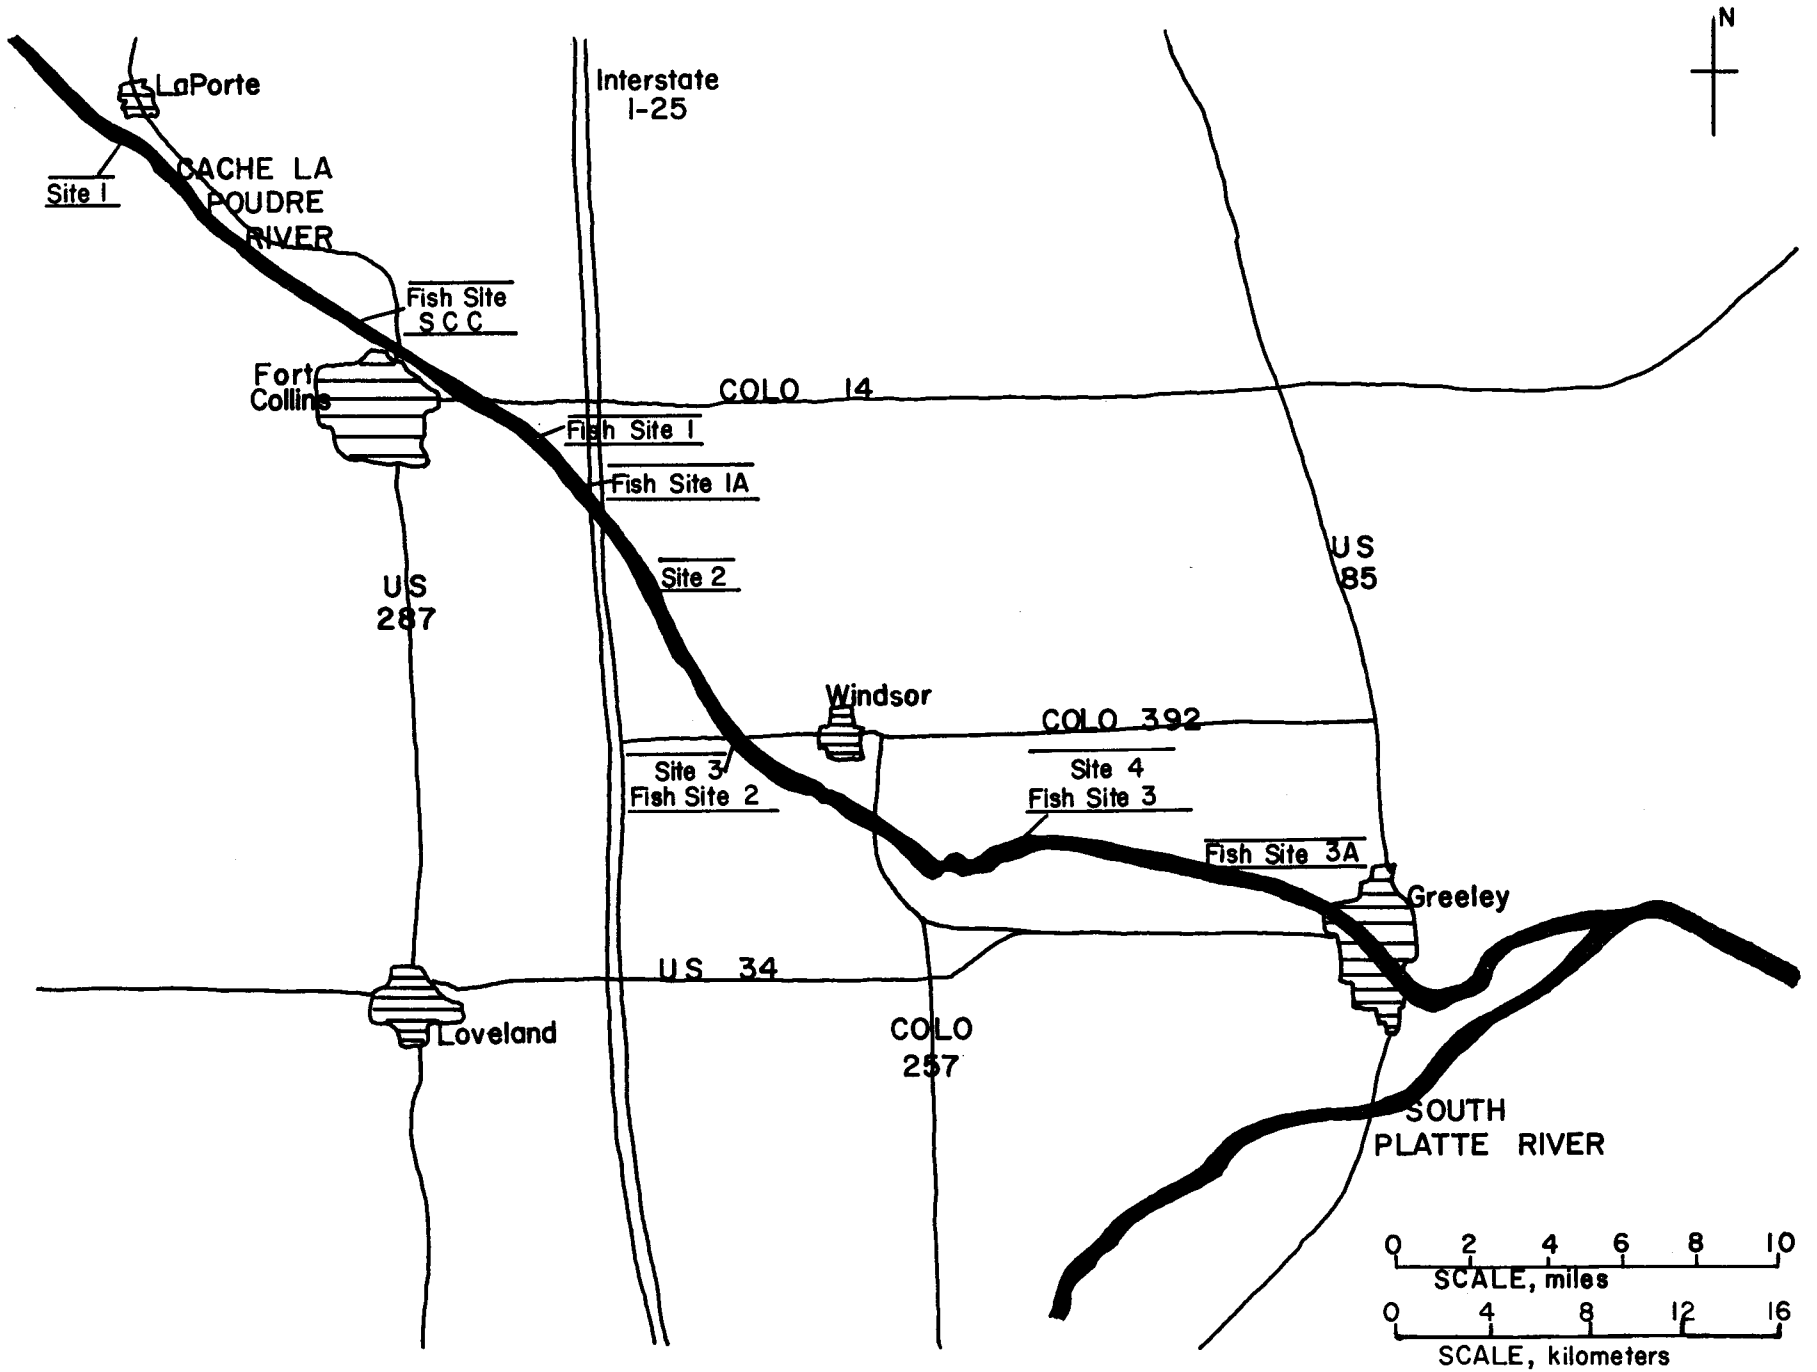 N
LaPorte
Interstate
I-25
Site 1
CACHE LA
POUDRE
RIVER
Fish Site
SCC
Fort
Collins
COLO 14
Fish Site 1
Fish Site 1A
Site 2
US
287
US
85
Windsor
COLO 392
Site 3
Fish Site 2
Site 4
Fish Site 3
Fish Site 3A
Greeley
US 34
Loveland
COLO
257
SOUTH
PLATTE RIVER
0 2 4 6 8 10
SCALE, miles
0 4 8 12 16
SCALE, kilometers